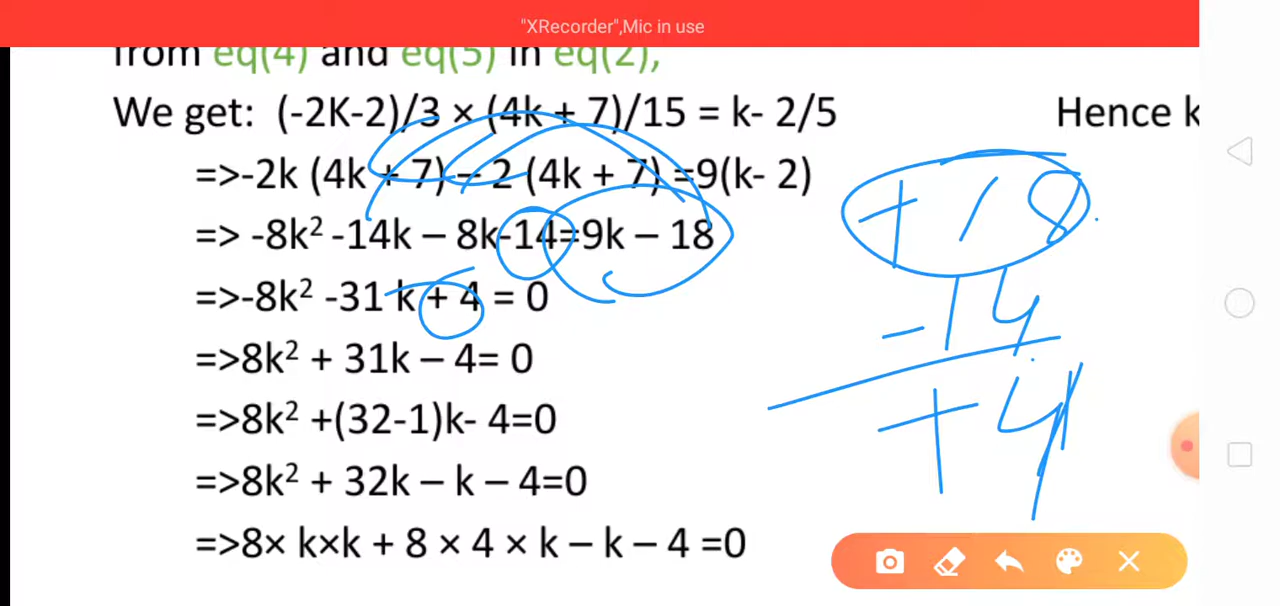 "XRecorder",Mic in use
from eq(4) and eq(5) in eq(2),
We get: (-2K-2)/3 × (4k + 7)/15 = k- 2/5
Hence k
=>-2k (4k + 7) – 2 (4k + 7) =9(k- 2)
=> -8k² -14k – 8k-14=9k – 18
=>-8k² -31 k + 4 = 0
=>8k² + 31k – 4= 0
=>8k² +(32-1)k- 4=0
=>8k² + 32k – k – 4=0
=>8× k×k + 8 × 4 × k – k – 4 =0
+18
-14
+4